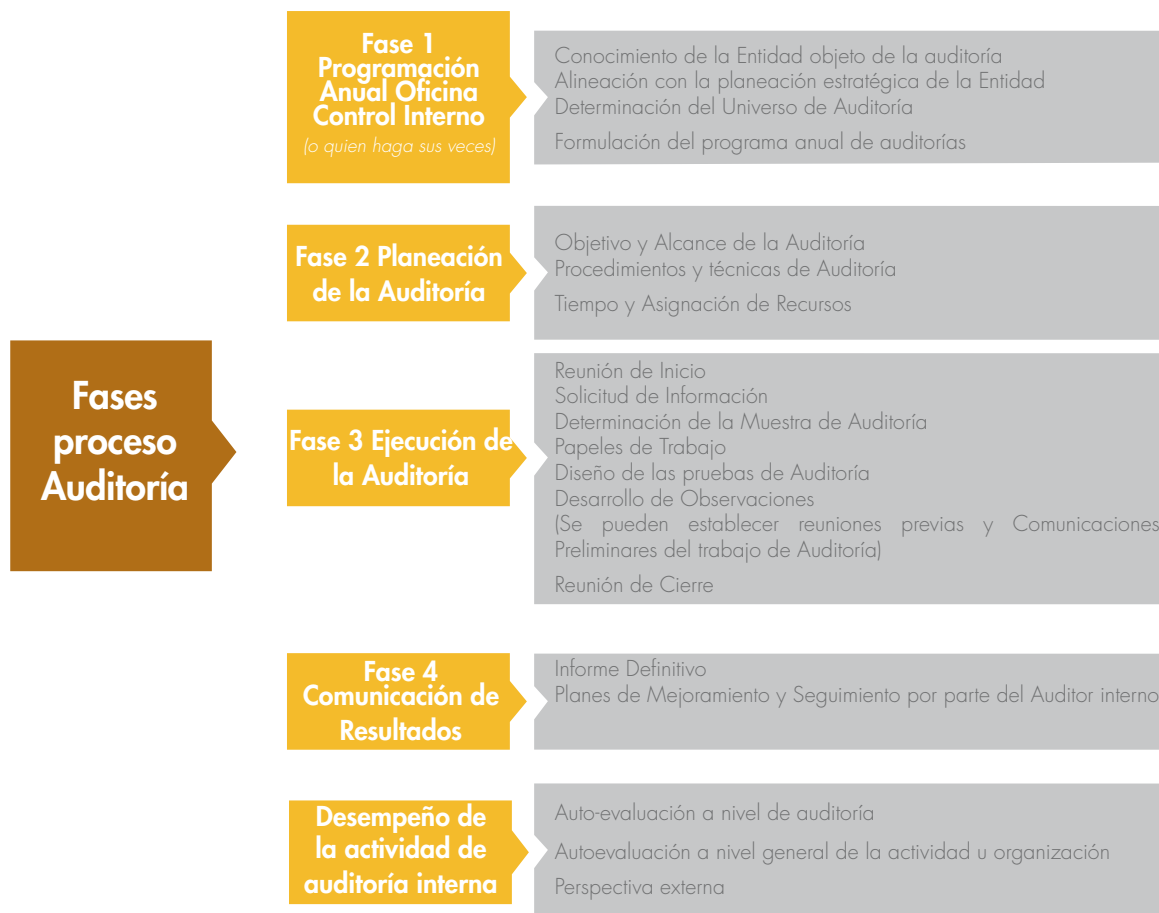 Fases
proceso
Auditoría
Fase 1
Programación
Anual Oficina
Control Interno
(o quien haga sus veces)
Conocimiento de la Entidad objeto de la auditoría
Alineación con la planeación estratégica de la Entidad
Determinación del Universo de Auditoría
Formulación del programa anual de auditorías
Fase 2 Planeación
de la Auditoría
Objetivo y Alcance de la Auditoría
Procedimientos y técnicas de Auditoría
Tiempo y Asignación de Recursos
Fase 3 Ejecución de
la Auditoría
Reunión de Inicio
Solicitud de Información
Determinación de la Muestra de Auditoría
Papeles de Trabajo
Diseño de las pruebas de Auditoría
Desarrollo de Observaciones
(Se pueden establecer reuniones previas y Comunicaciones
Preliminares del trabajo de Auditoría)
Reunión de Cierre
Fase 4
Comunicación de
Resultados
Informe Definitivo
Planes de Mejoramiento y Seguimiento por parte del Auditor interno
Desempeño de
la actividad de
auditoría interna
Auto-evaluación a nivel de auditoría
Autoevaluación a nivel general de la actividad u organización
Perspectiva externa